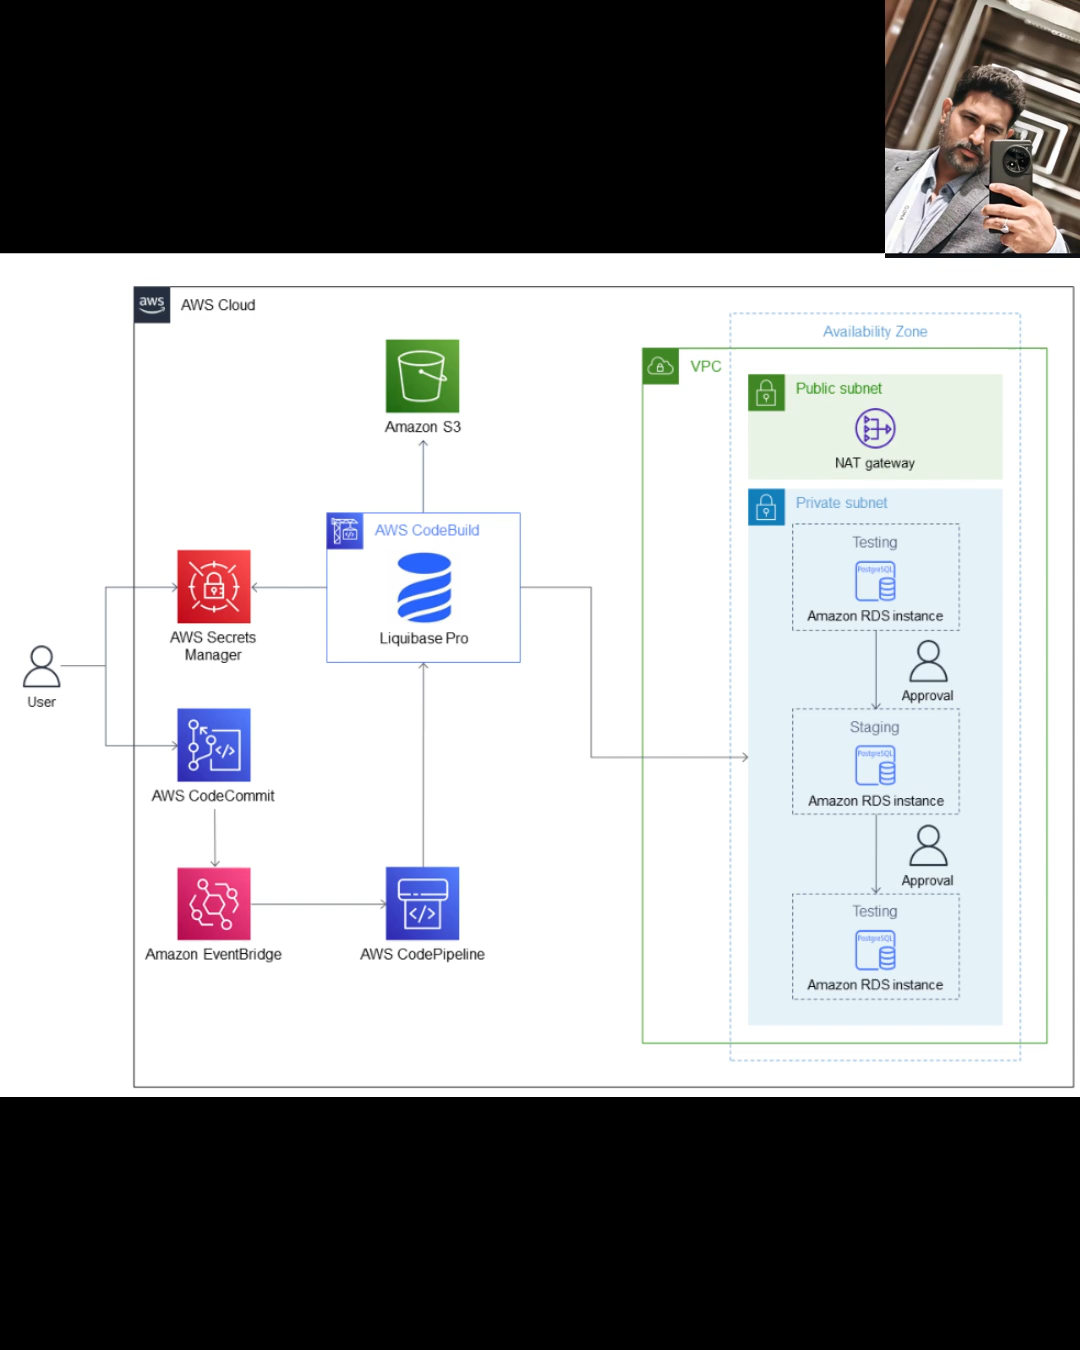 aws
AWS Cloud
Availability Zone
VPC
Public subnet
NAT gateway
Private subnet
Testing
PostgreSQL
Amazon RDS instance
Approval
Staging
PostgreSQL
Amazon RDS instance
Approval
Testing
PostgreSQL
Amazon RDS instance
Amazon S3
AWS CodeBuild
Liquibase Pro
AWS Secrets
Manager
User
AWS CodeCommit
Amazon EventBridge
AWS CodePipeline